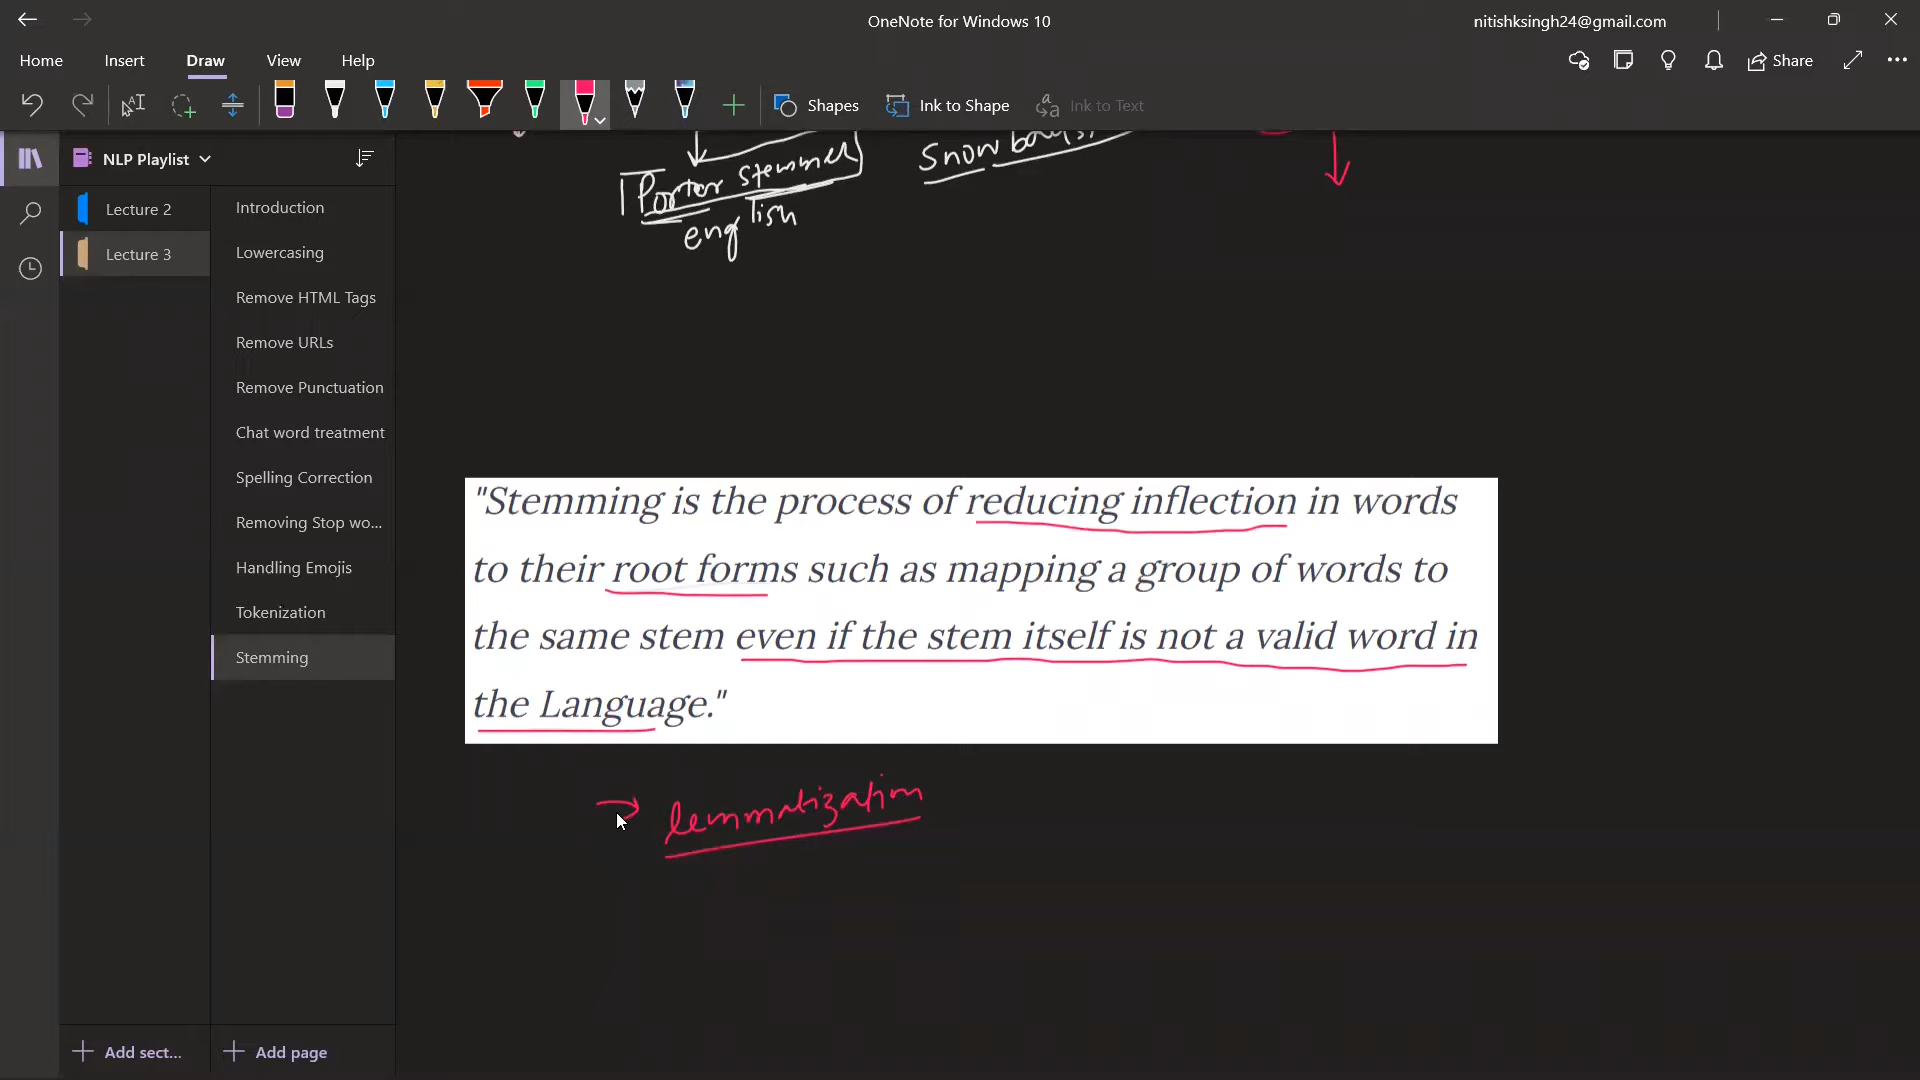 OneNote for Windows 10
nitishksingh24@gmail.com
Home Insert Draw View Help
Share
Shapes
Ink to Shape
Ink to Text
NLP Playlist
Lecture 2
Lecture 3
Introduction
Lowercasing
Remove HTML Tags
Remove URLs
Remove Punctuation
Chat word treatment
Spelling Correction
Removing Stop wo...
Handling Emojis
Tokenization
Stemming
Add sect...
Add page
Porter stemmer
english
"Stemming is the process of reducing inflection in words
to their root forms such as mapping a group of words to
the same stem even if the stem itself is not a valid word in
the Language."
lemmatization